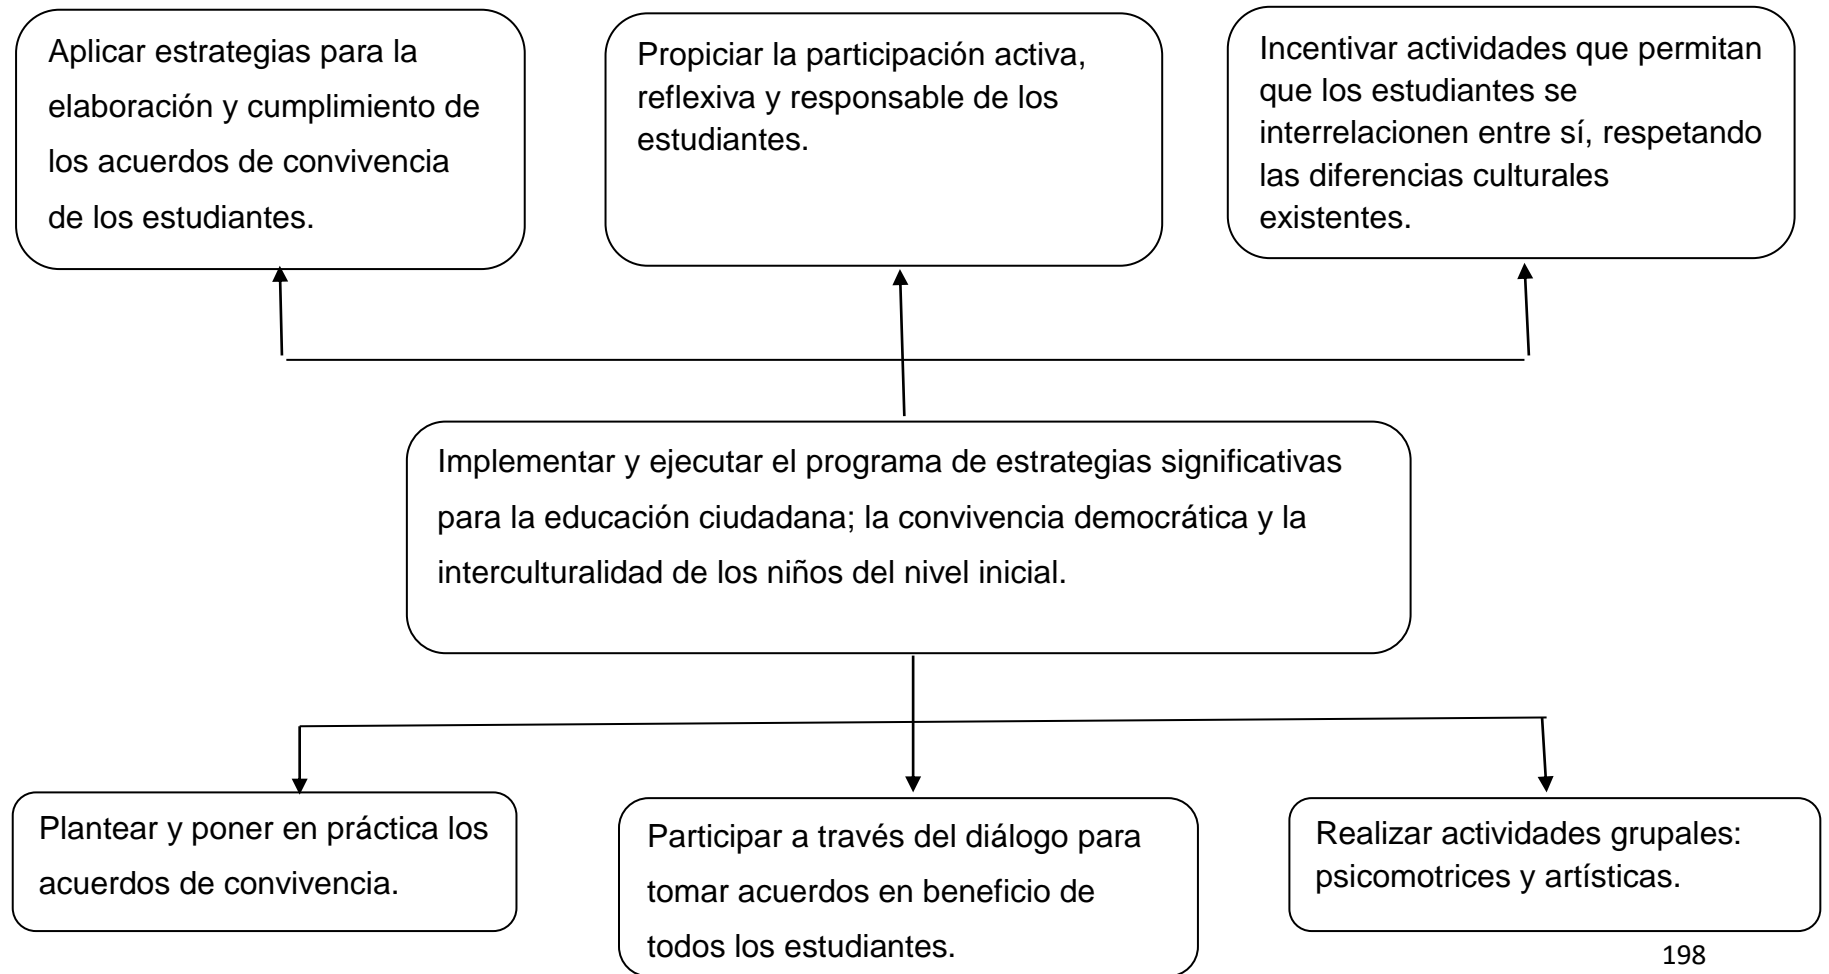 Aplicar estrategias para la
elaboración y cumplimiento de
los acuerdos de convivencia
de los estudiantes.
Propiciar la participación activa,
reflexiva y responsable de los
estudiantes.
Incentivar actividades que permitan
que los estudiantes se
interrelacionen entre sí, respetando
las diferencias culturales
existentes.
Implementar y ejecutar el programa de estrategias significativas
para la educación ciudadana; la convivencia democrática y la
interculturalidad de los niños del nivel inicial.
Plantear y poner en práctica los
acuerdos de convivencia.
Participar a través del diálogo para
tomar acuerdos en beneficio de
todos los estudiantes.
Realizar actividades grupales:
psicomotrices y artísticas.
198